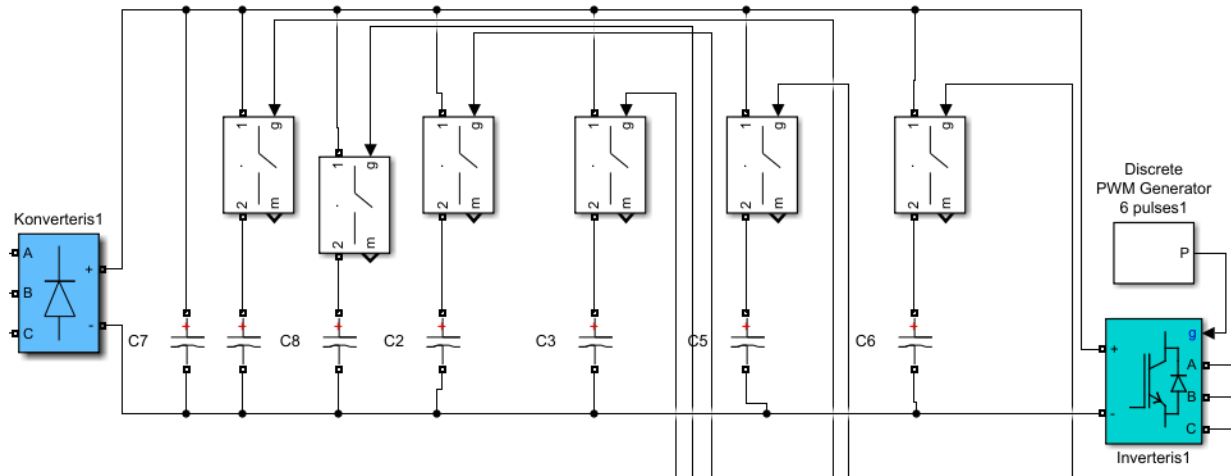 1 g
1 g
1 g
1 g
1 g
1 g
2 m
2 m
2 m
2 m
2 m
2 m
Discrete
PWM Generator
6 pulses1
P
Konverteris1
A
B
C
+
-
+
+
+
+
+
+
+
C7
C8
C2
C3
C5
C6
g
+
-
A
B
C
Inverteris1